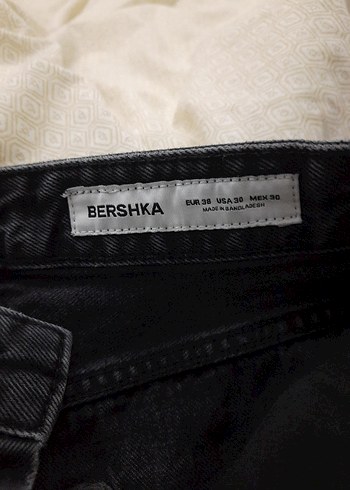 BERSHKA
EUR 38 USA 30 MEX 30
MADE IN BANGLADESH